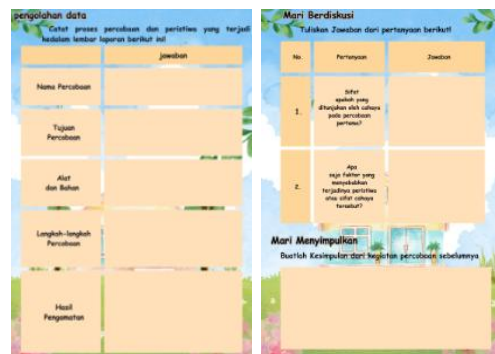 pengolahan data
Catat proses percobaan dan peristiwa yang terjadi
kedalam lembar laporan berikut ini!
jawaban
Nama Percobaan
Tujuan
Percobaan
Alat
dan Bahan
Langkah-langkah
Percobaan
Hasil
Pengamatan
Mari Berdiskusi
Tuliskan Jawaban dari pertanyaan berikut!
No. Pertanyaan Jawaban
1.
Sifat
apakah yang
ditunjukan oleh cahaya
pada percobaan
pertama?
2.
Apa
saja faktor yang
menyebabkan
terjadinya peristiwa
atau sifat cahaya
tersebut?
Mari Menyimpulkan
Buatlah Kesimpulan dari kegiatan percobaan sebelumnya